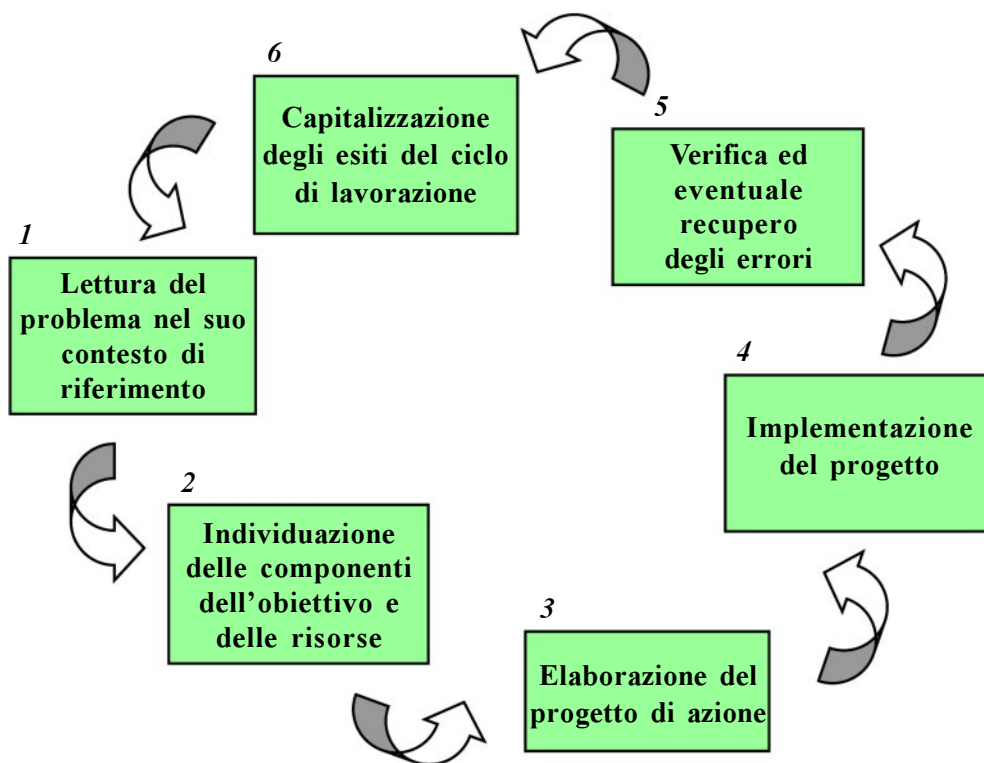 1
Lettura del
problema nel suo
contesto di
riferimento
2
Individuazione
delle componenti
dell’obiettivo e
delle risorse
3
Elaborazione del
progetto di azione
4
Implementazione
del progetto
5
Verifica ed
eventuale
recupero
degli errori
6
Capitalizzazione
degli esiti del ciclo
di lavorazione